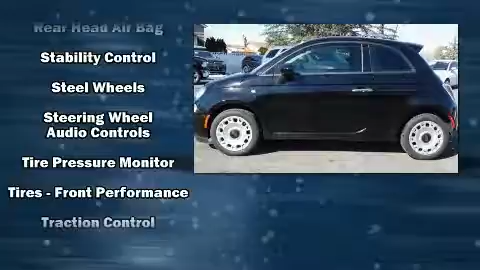 Rear Head Air Bag
Stability Control
Steel Wheels
Steering Wheel
Audio Controls
Tire Pressure Monitor
Tires - Front Performance
Traction Control